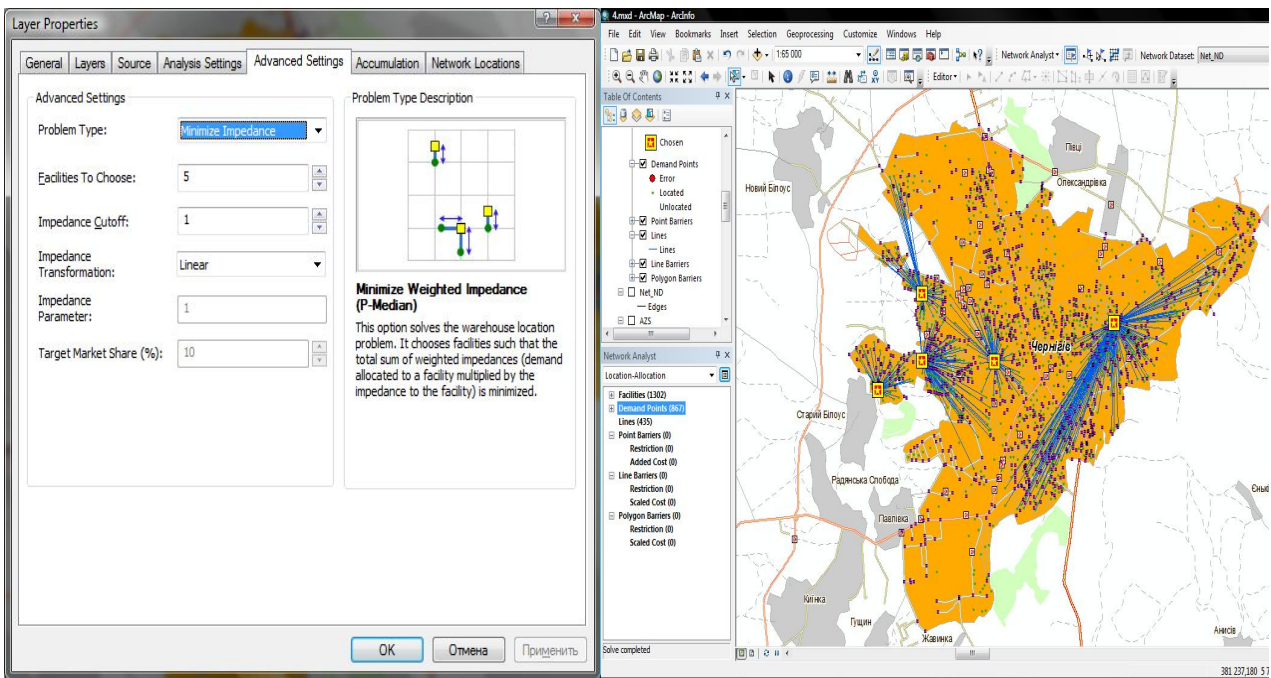 Layer Properties
General Layers Source Analysis Settings Advanced Settings Accumulation Network Locations
Advanced Settings
Problem Type: Minimize Impedance
Facilities To Choose: 5
Impedance Cutoff: 1
Impedance
Transformation: Linear
Impedance
Parameter: 1
Target Market Share (%): 10
Problem Type Description
Minimize Weighted Impedance
(P-Median)
This option solves the warehouse location
problem. It chooses facilities such that the
total sum of weighted impedances (demand
allocated to a facility multiplied by the
impedance to the facility) is minimized.
OK Отмена Применить
4.mxd - ArcMap - ArcInfo
File Edit View Bookmarks Insert Selection Geoprocessing Customize Windows Help
1:65 000 Network Analyst Network Dataset: Net_ND
Editor
Table Of Contents
Chosen
Demand Points
Error
Located
Unlocated
Point Barriers
Lines
Lines
Line Barriers
Polygon Barriers
Net_ND
Edges
AZS
Network Analyst
Location-Allocation
Facilities (1302)
Demand Points (867)
Lines (435)
Point Barriers (0)
Restriction (0)
Added Cost (0)
Line Barriers (0)
Restriction (0)
Scaled Cost (0)
Polygon Barriers (0)
Restriction (0)
Scaled Cost (0)
Півці
Олександрівка
Новий Білоус
Чернігів
Старий Білоус
Радянська Слобода
Павлівка
Киїнка
Гущин
Жавинка
Анисів
Solve completed
381 237,180 5 7